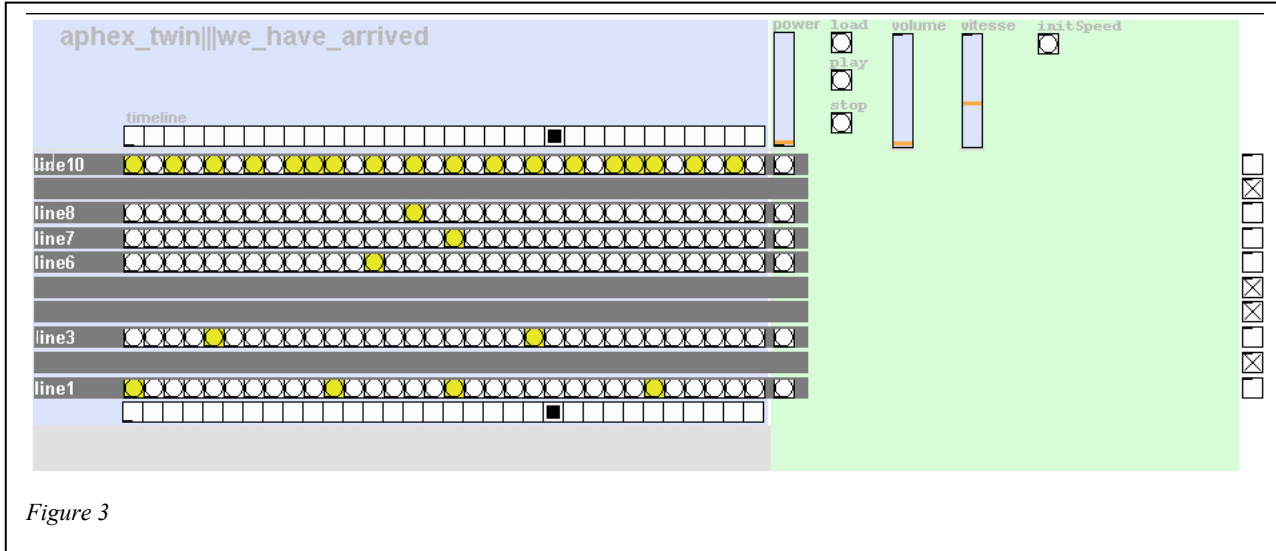 aphex_twin|||we_have_arrived
power load volume vitesse initSpeed
play
stop
timeline
line10
line8
line7
line6
line3
line1
Figure 3